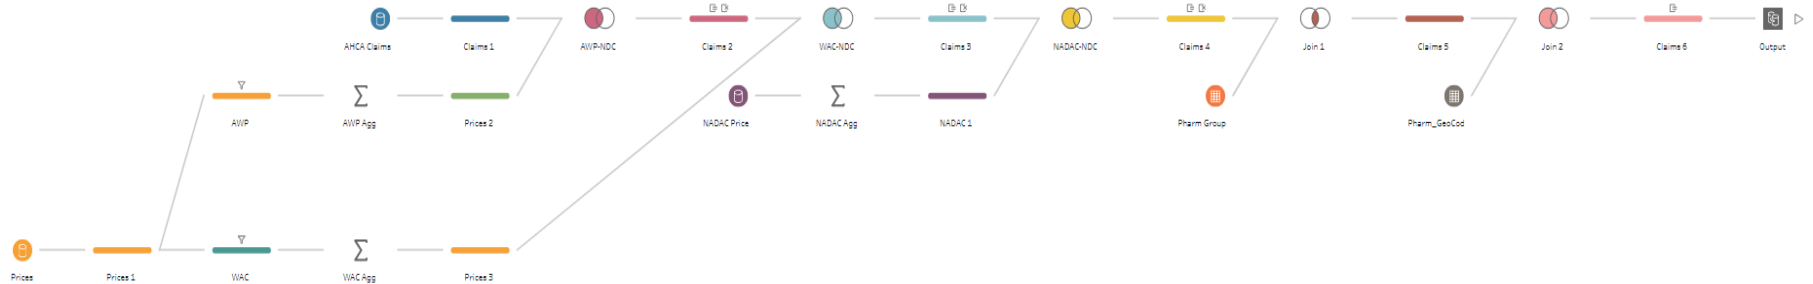 AHCA Claims
Claims 1
AWP-NDC
Claims 2
WAC-NDC
Claims 3
NADAC-NDC
Claims 4
Join 1
Claims 5
Join 2
Claims 6
Output
AWP
AWP Agg
Prices 2
NADAC Price
NADAC Agg
NADAC 1
Pharm Group
Pharm_GeoCod
Prices
Prices 1
WAC
WAC Agg
Prices 3